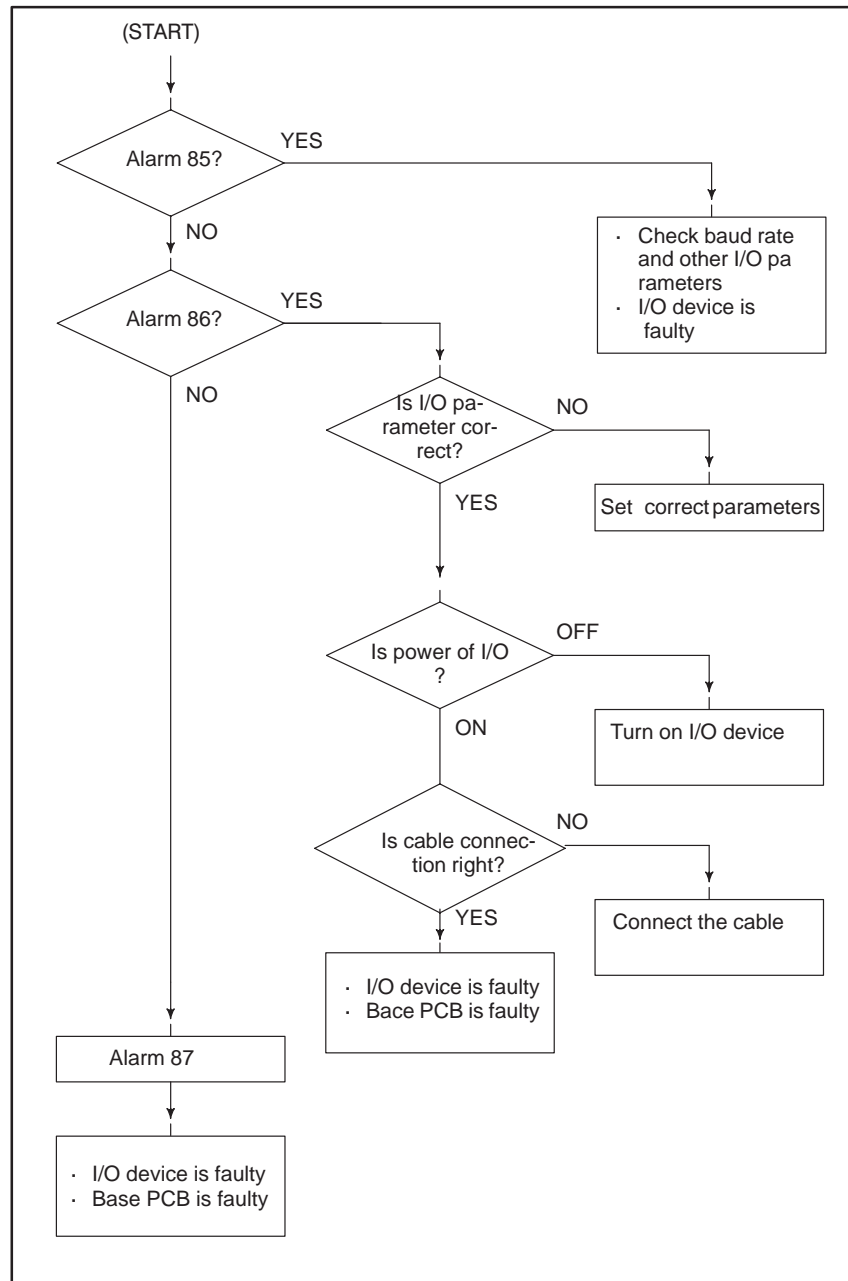 (START)
Alarm 85?
YES
NO
· Check baud rate
and other I/O pa
rameters
· I/O device is
faulty
Alarm 86?
YES
NO
Is I/O pa-
rameter cor-
rect?
NO
YES
Set correct parameters
Is power of I/O
?
OFF
ON
Turn on I/O device
Is cable connec-
tion right?
NO
YES
Connect the cable
· I/O device is faulty
· Bace PCB is faulty
Alarm 87
· I/O device is faulty
· Base PCB is faulty